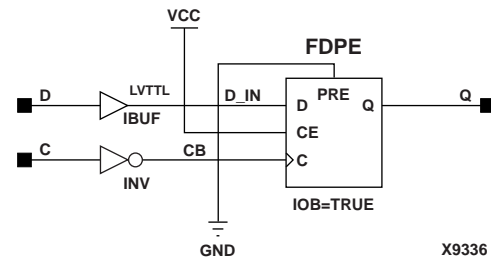 VCC
FDPE
D
LVTTL
D_IN
D
PRE
Q
Q
IBUF
CE
C
CB
C
INV
IOB=TRUE
GND
X9336